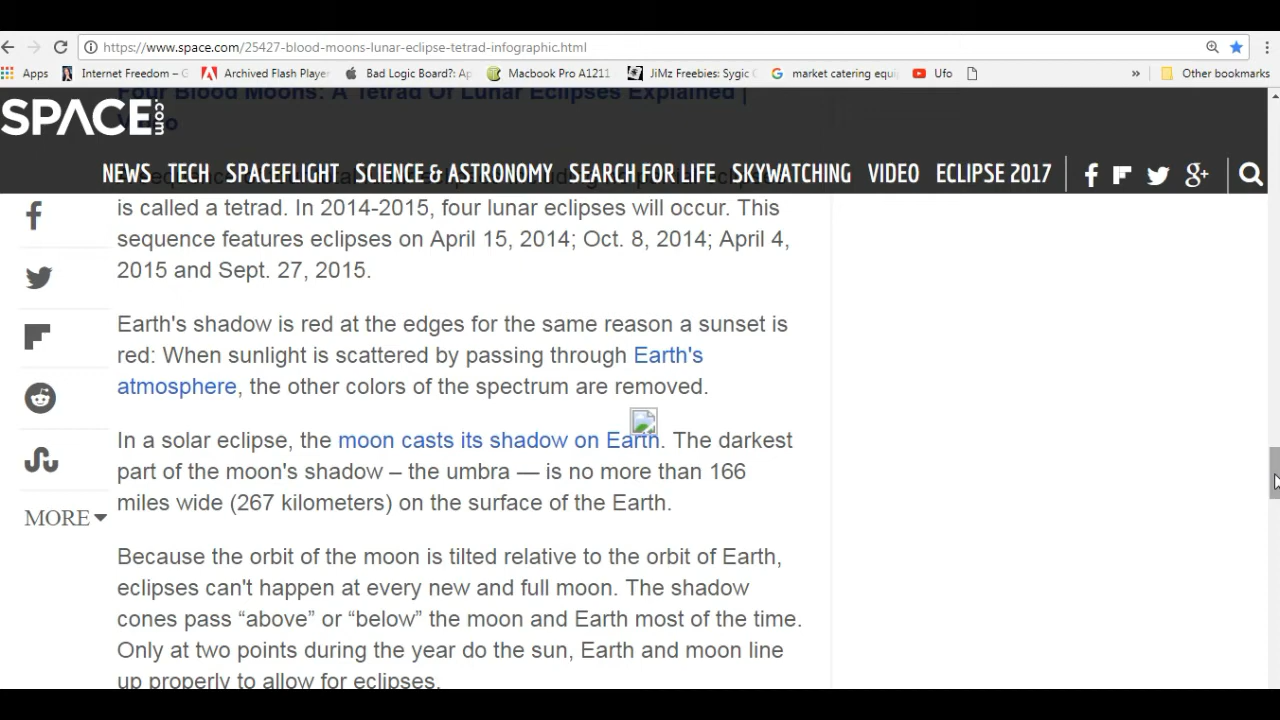 https://www.space.com/25427-blood-moons-lunar-eclipse-tetrad-infographic.html
Apps Internet Freedom – G Archived Flash Player Bad Logic Board?: Ap Macbook Pro A1211 JiMz Freebies: Sygic market catering equi Ufo » Other bookmarks
Four Blood Moons: A Tetrad Of Lunar Eclipses Explained |
SPACE.com
NEWS TECH SPACEFLIGHT SCIENCE & ASTRONOMY SEARCH FOR LIFE SKYWATCHING VIDEO ECLIPSE 2017
is called a tetrad. In 2014-2015, four lunar eclipses will occur. This
sequence features eclipses on April 15, 2014; Oct. 8, 2014; April 4,
2015 and Sept. 27, 2015.
Earth's shadow is red at the edges for the same reason a sunset is
red: When sunlight is scattered by passing through Earth's
atmosphere, the other colors of the spectrum are removed.
In a solar eclipse, the moon casts its shadow on Earth. The darkest
part of the moon's shadow – the umbra — is no more than 166
miles wide (267 kilometers) on the surface of the Earth.
MORE
Because the orbit of the moon is tilted relative to the orbit of Earth,
eclipses can't happen at every new and full moon. The shadow
cones pass “above” or “below” the moon and Earth most of the time.
Only at two points during the year do the sun, Earth and moon line
up properly to allow for eclipses.